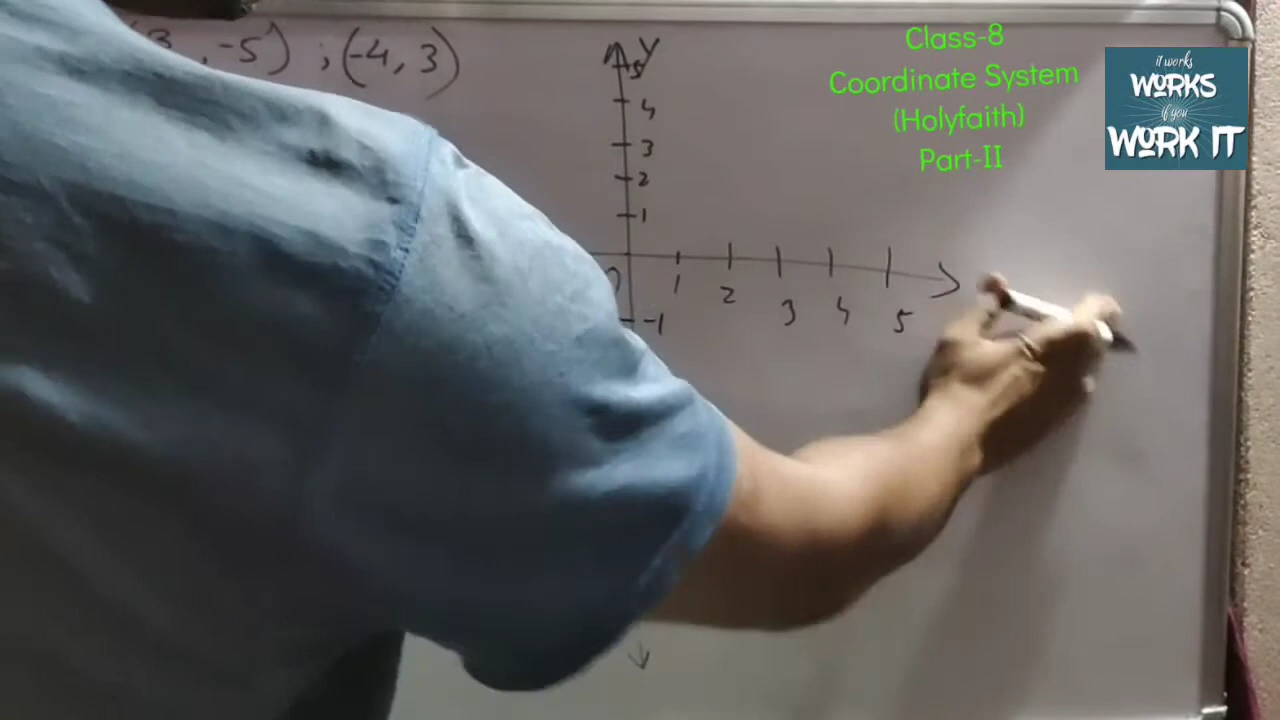 3, -5) ; (-4, 3)
Y
5
4
3
2
1
0
1 2 3 4 5
-1
Class-8
Coordinate System
(Holyfaith)
Part-II
it works
WORKS
if you
WORK IT